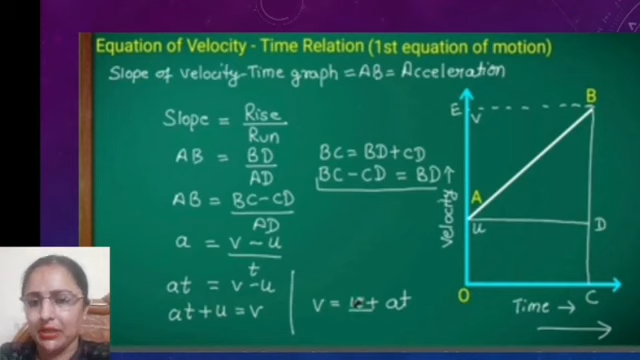 Equation of Velocity - Time Relation (1st equation of motion)
Slope of velocity-Time graph = AB = Acceleration
Slope = Rise / Run
AB = BD / AD
BC = BD + CD
BC - CD = BD
AB = BC - CD / AD
a = v - u / t
at = v - u
at + u = v
v = u + at
E
V
B
A
u
D
O
C
Velocity →
Time →